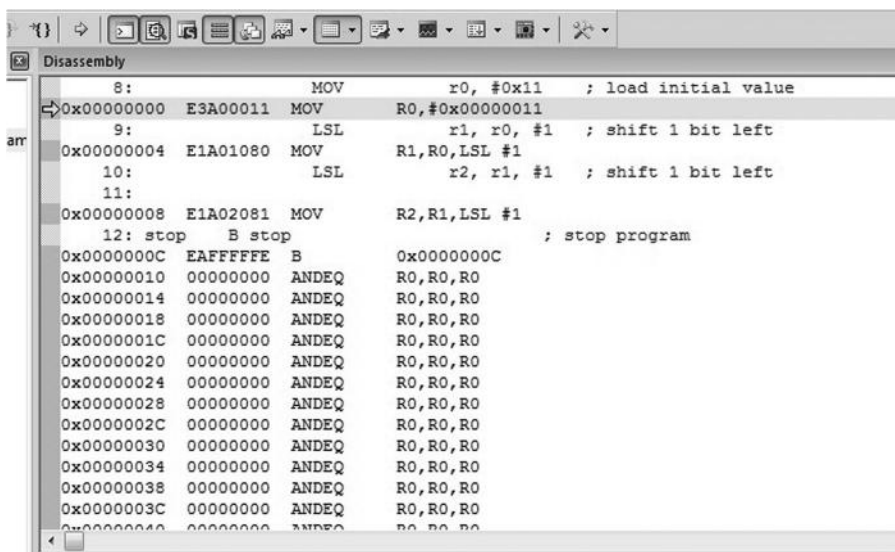 Disassembly
8: MOV r0, #0x11 ; load initial value
0x00000000 E3A00011 MOV R0,#0x00000011
9: LSL r1, r0, #1 ; shift 1 bit left
am
0x00000004 E1A01080 MOV R1,R0,LSL #1
10: LSL r2, r1, #1 ; shift 1 bit left
11:
0x00000008 E1A02081 MOV R2,R1,LSL #1
12: stop B stop ; stop program
0x0000000C EAFFFFFE B 0x0000000C
0x00000010 00000000 ANDEQ R0,R0,R0
0x00000014 00000000 ANDEQ R0,R0,R0
0x00000018 00000000 ANDEQ R0,R0,R0
0x0000001C 00000000 ANDEQ R0,R0,R0
0x00000020 00000000 ANDEQ R0,R0,R0
0x00000024 00000000 ANDEQ R0,R0,R0
0x00000028 00000000 ANDEQ R0,R0,R0
0x0000002C 00000000 ANDEQ R0,R0,R0
0x00000030 00000000 ANDEQ R0,R0,R0
0x00000034 00000000 ANDEQ R0,R0,R0
0x00000038 00000000 ANDEQ R0,R0,R0
0x0000003C 00000000 ANDEQ R0,R0,R0